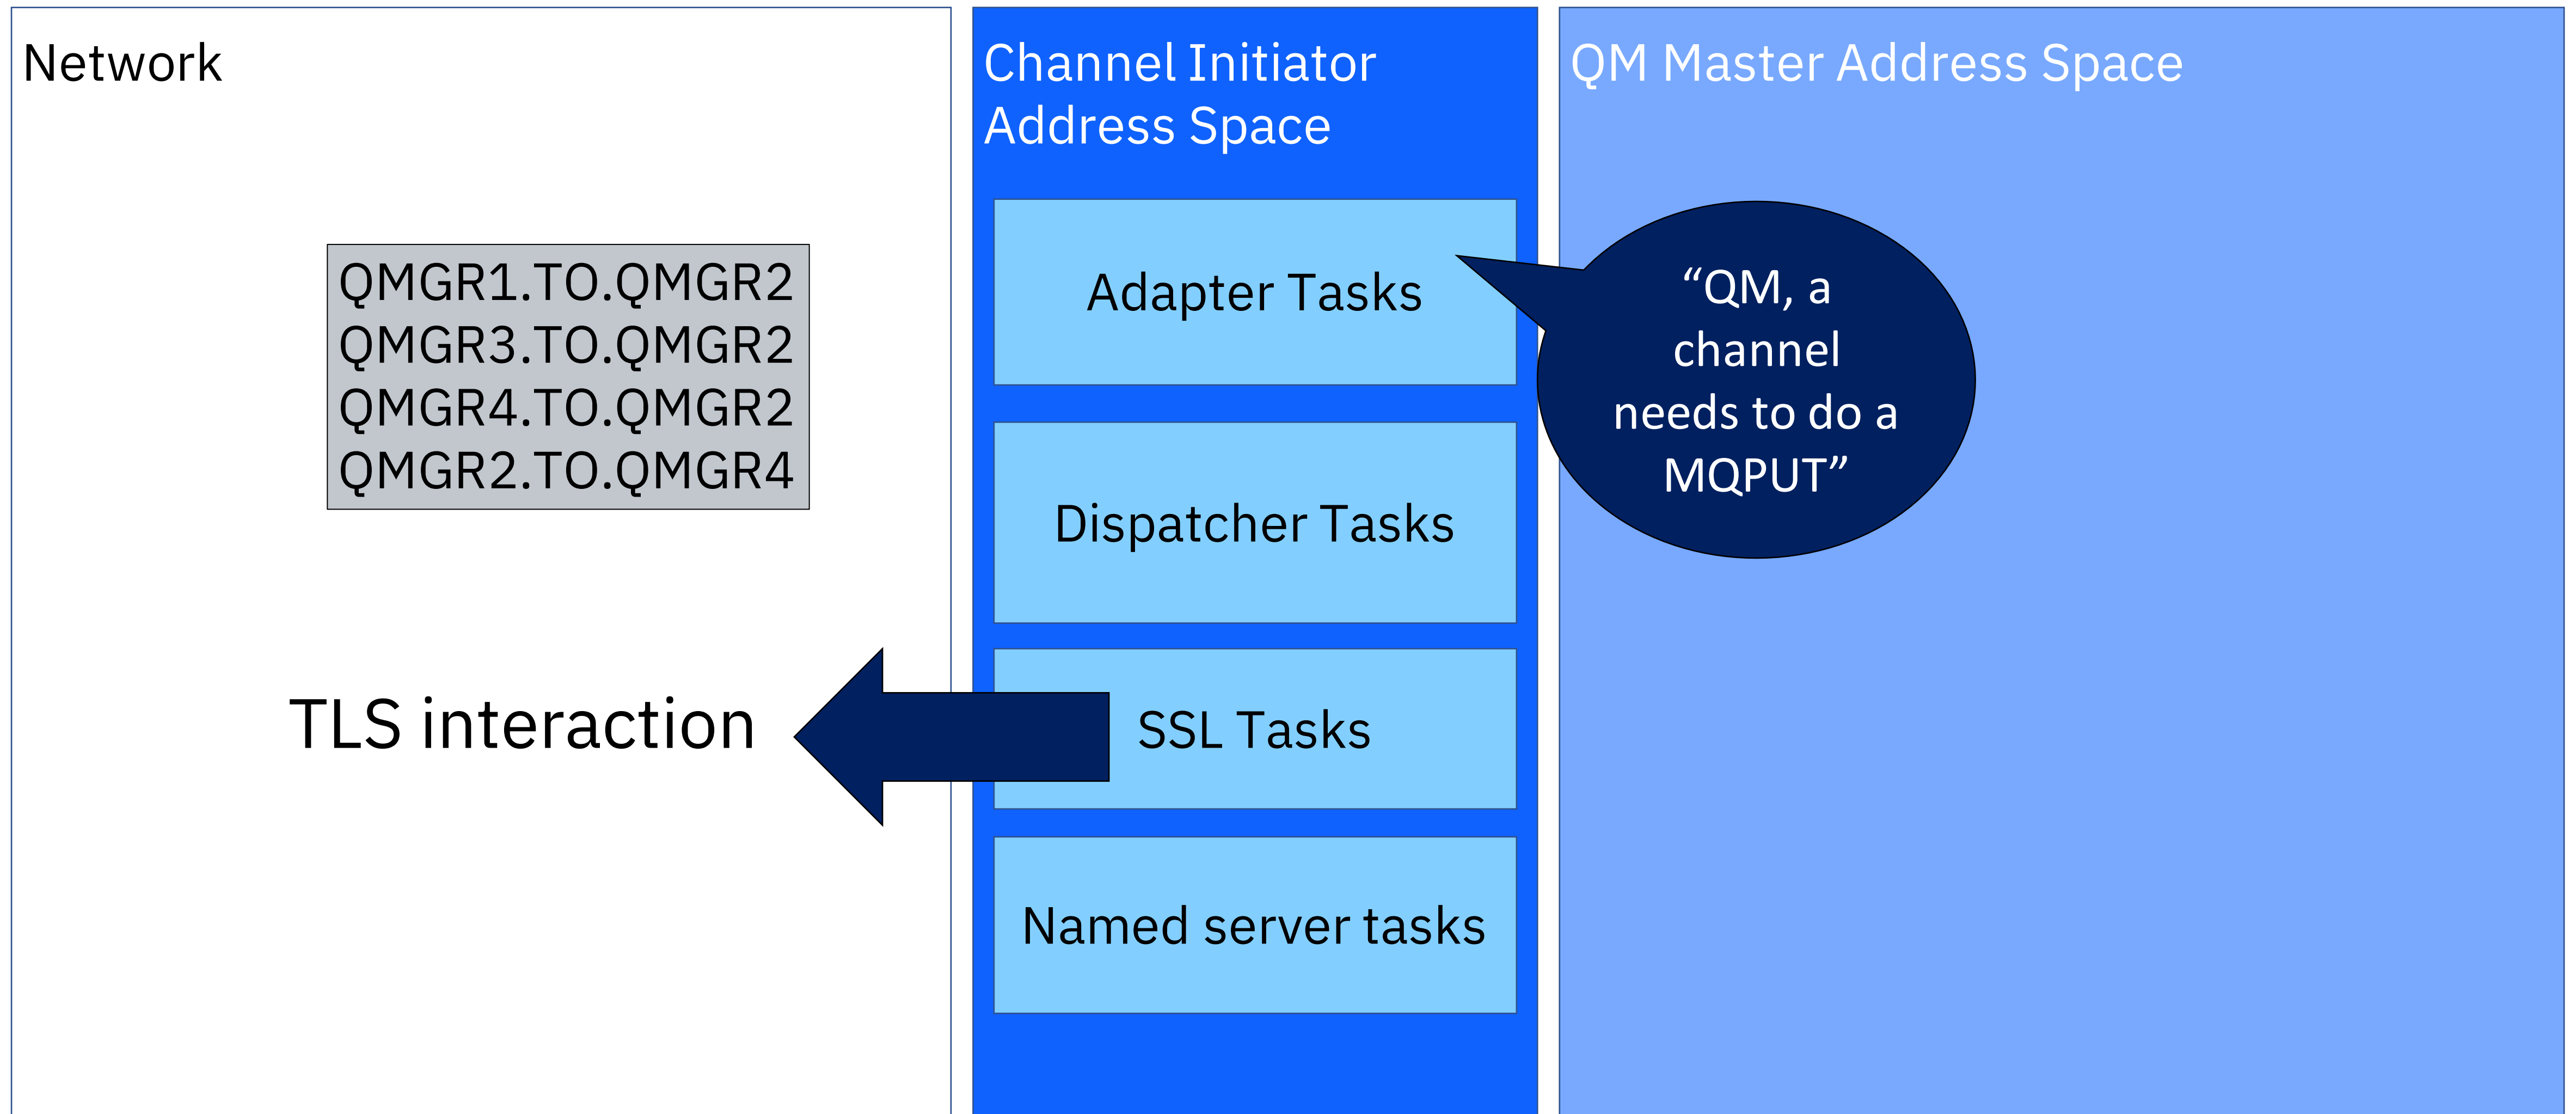 Network
QMGR1.TO.QMGR2
QMGR3.TO.QMGR2
QMGR4.TO.QMGR2
QMGR2.TO.QMGR4
TLS interaction
Channel Initiator
Address Space
Adapter Tasks
Dispatcher Tasks
SSL Tasks
Named server tasks
QM Master Address Space
“QM, a
channel
needs to do a
MQPUT”